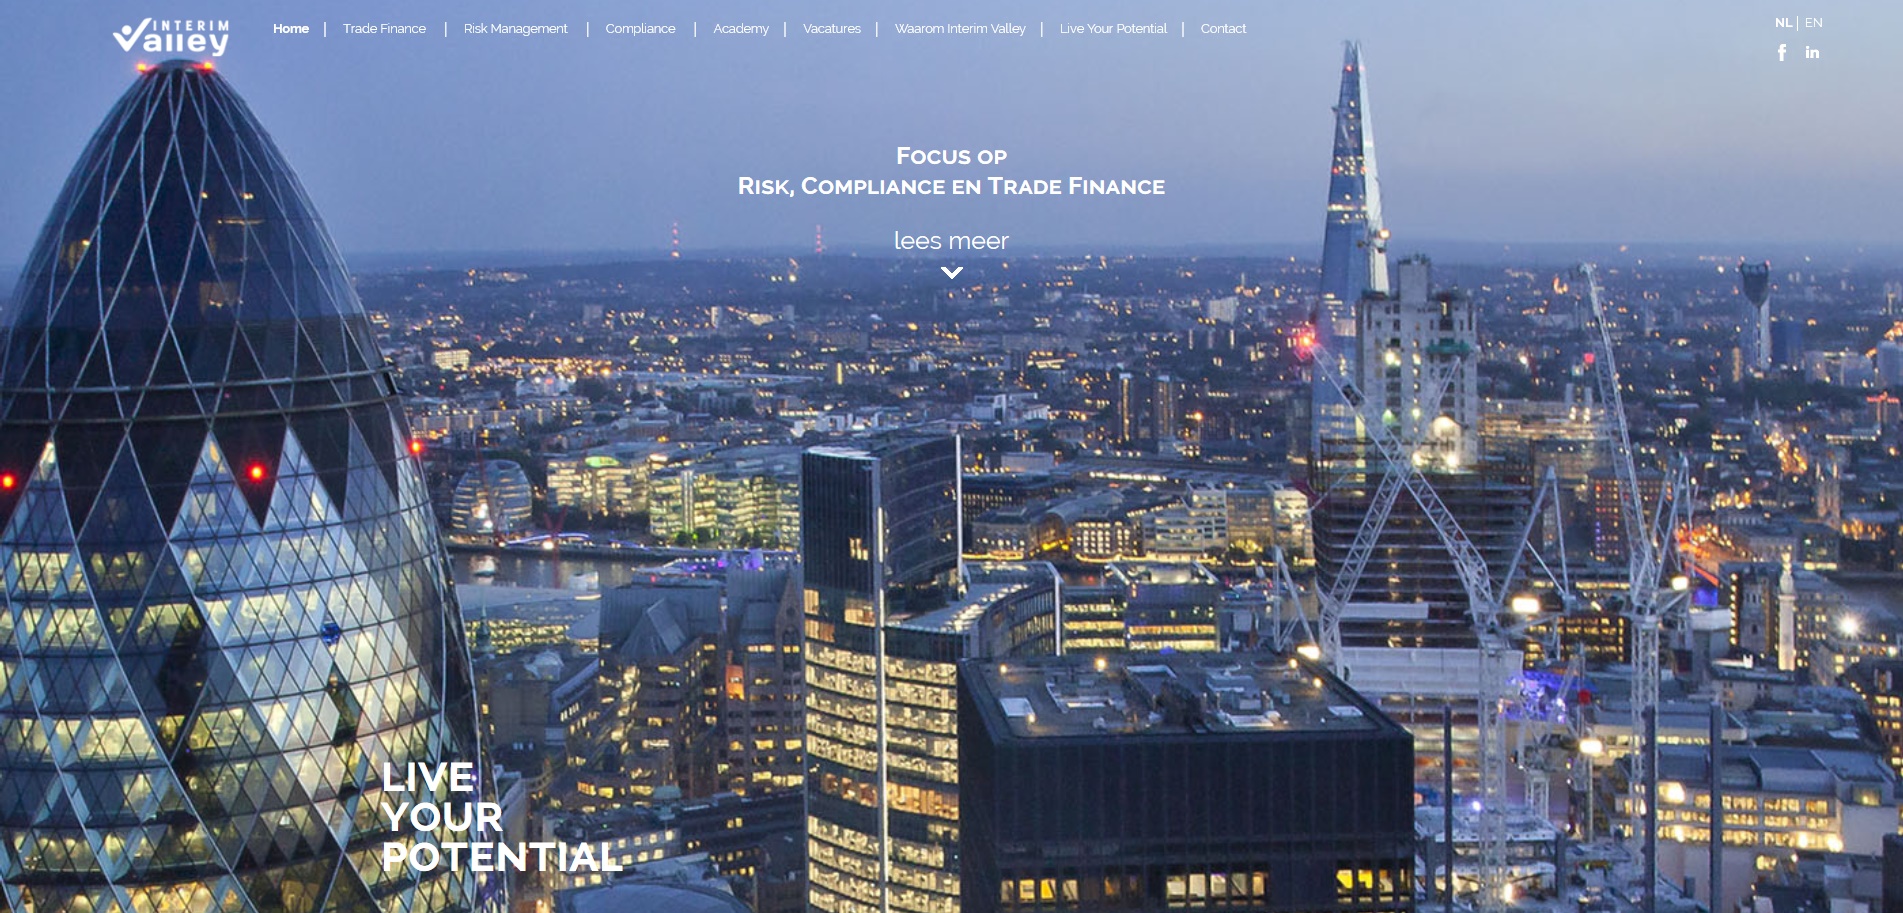 INTERIM
Valley
Home | Trade Finance | Risk Management | Compliance | Academy | Vacatures | Waarom Interim Valley | Live Your Potential | Contact
NL | EN
f in
Focus op
Risk, Compliance en Trade Finance
lees meer
LIVE
YOUR
POTENTIAL